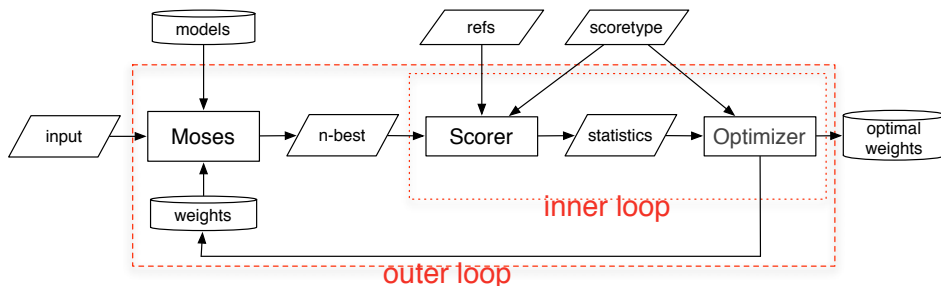 models
refs
scoretype
input
Moses
n-best
Scorer
statistics
Optimizer
optimal
weights
weights
inner loop
outer loop